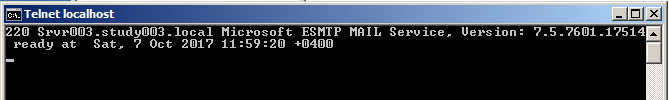 Telnet localhost
220 Srvr003.study003.local Microsoft ESMTP MAIL Service, Version: 7.5.7601.17514
 ready at  Sat, 7 Oct 2017 11:59:20 +0400